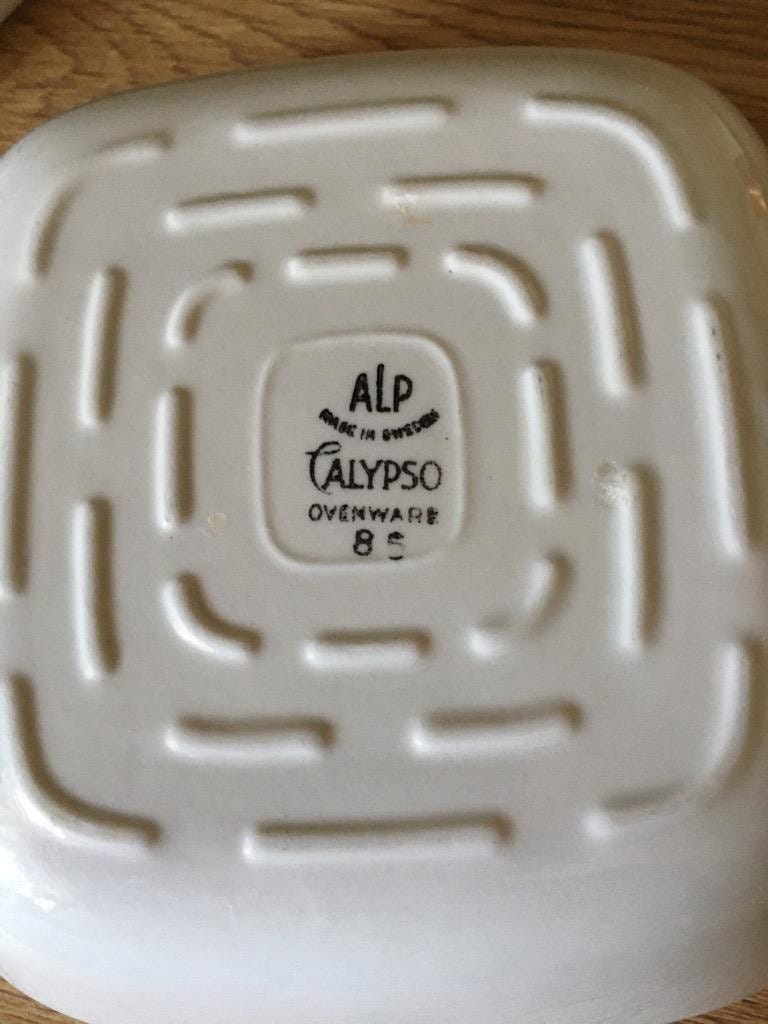 ALP
MADE IN SWEDEN
CALYPSO
OVENWARE
8 S